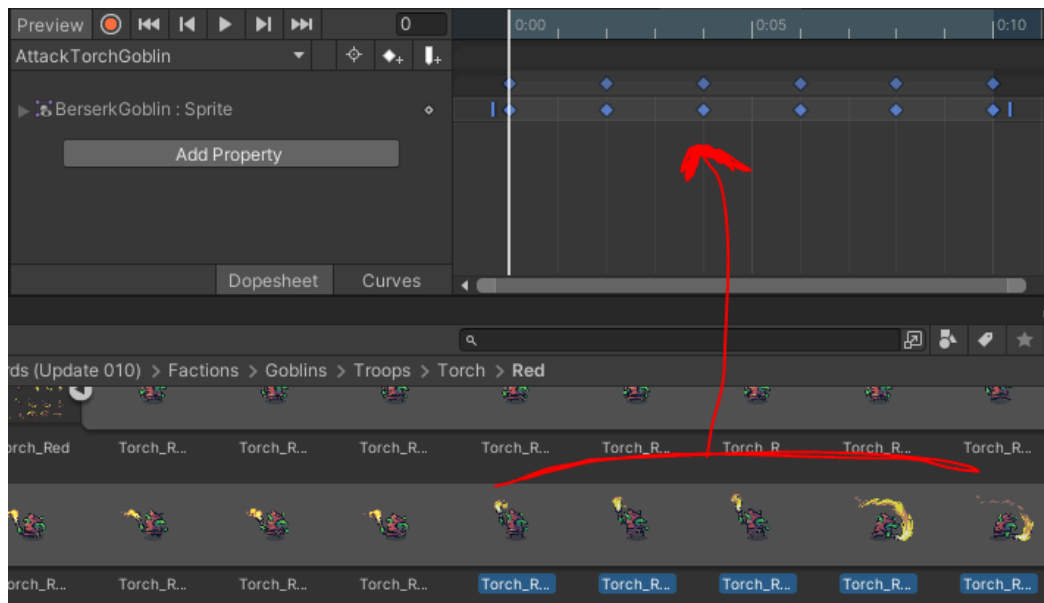 Preview 0 0:00 0:05 0:10
AttackTorchGoblin
BerserkGoblin : Sprite
Add Property
Dopesheet Curves
rds (Update 010) > Factions > Goblins > Troops > Torch > Red
orch_Red Torch_R... Torch_R... Torch_R... Torch_R... Torch_R... Torch_R... Torch_R... Torch_R...
orch_R... Torch_R... Torch_R... Torch_R... Torch_R... Torch_R... Torch_R... Torch_R... Torch_R...